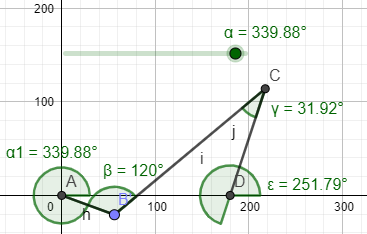 200
α = 339.88°
C
100
γ = 31.92°
j
α1 = 339.88°
i
β = 120°
A
D
ε = 251.79°
B
h
0
100
200
300